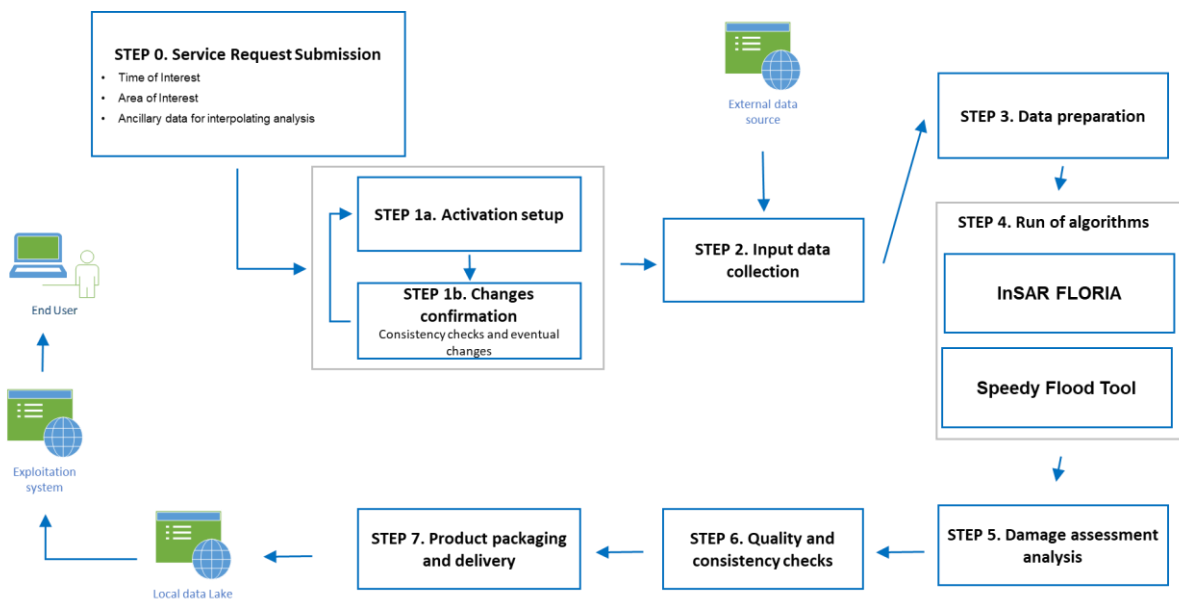 STEP 0. Service Request Submission
• Time of Interest
• Area of Interest
• Ancillary data for interpolating analysis
External data
source
STEP 3. Data preparation
STEP 1a. Activation setup
STEP 1b. Changes
confirmation
Consistency checks and eventual
changes
STEP 2. Input data
collection
STEP 4. Run of algorithms
InSAR FLORIA
Speedy Flood Tool
End User
Exploitation
system
Local data Lake
STEP 7. Product packaging
and delivery
STEP 6. Quality and
consistency checks
STEP 5. Damage assessment
analysis